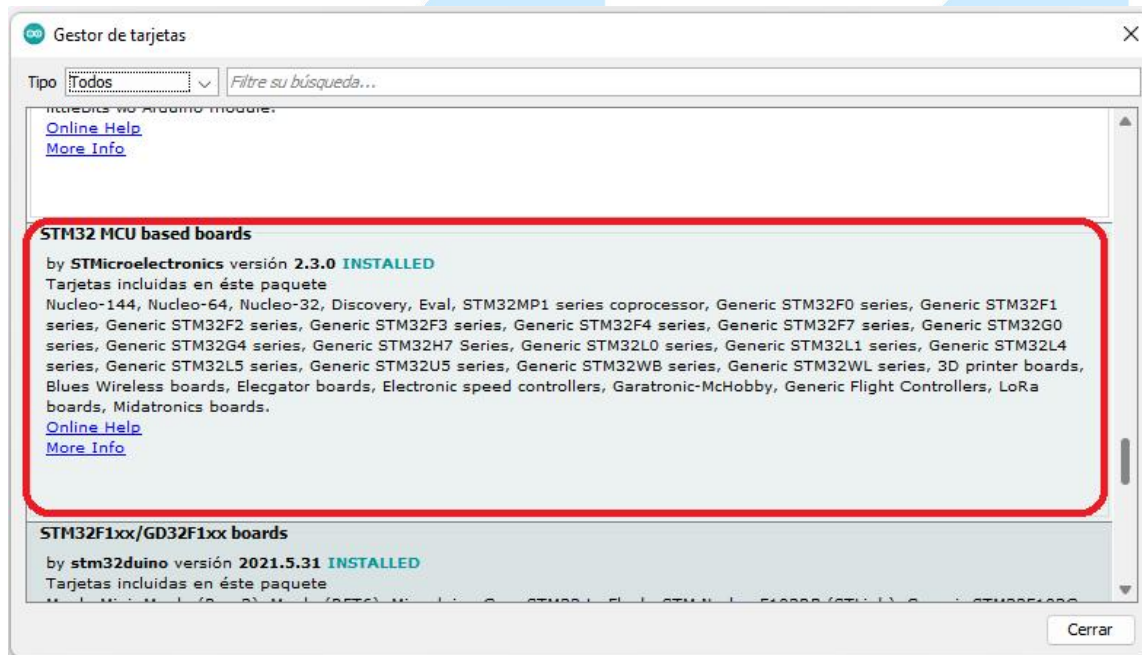 Gestor de tarjetas
Tipo Todos Filtre su búsqueda...
littleBits w6 Arduino module.
Online Help
More Info
STM32 MCU based boards
by STMicroelectronics versión 2.3.0 INSTALLED
Tarjetas incluidas en éste paquete
Nucleo-144, Nucleo-64, Nucleo-32, Discovery, Eval, STM32MP1 series coprocessor, Generic STM32F0 series, Generic STM32F1
series, Generic STM32F2 series, Generic STM32F3 series, Generic STM32F4 series, Generic STM32F7 series, Generic STM32G0
series, Generic STM32G4 series, Generic STM32H7 Series, Generic STM32L0 series, Generic STM32L1 series, Generic STM32L4
series, Generic STM32L5 series, Generic STM32U5 series, Generic STM32WB series, Generic STM32WL series, 3D printer boards,
Blues Wireless boards, Elecgator boards, Electronic speed controllers, Garatronic-McHobby, Generic Flight Controllers, LoRa
boards, Midatronics boards.
Online Help
More Info
STM32F1xx/GD32F1xx boards
by stm32duino versión 2021.5.31 INSTALLED
Tarjetas incluidas en éste paquete
Cerrar